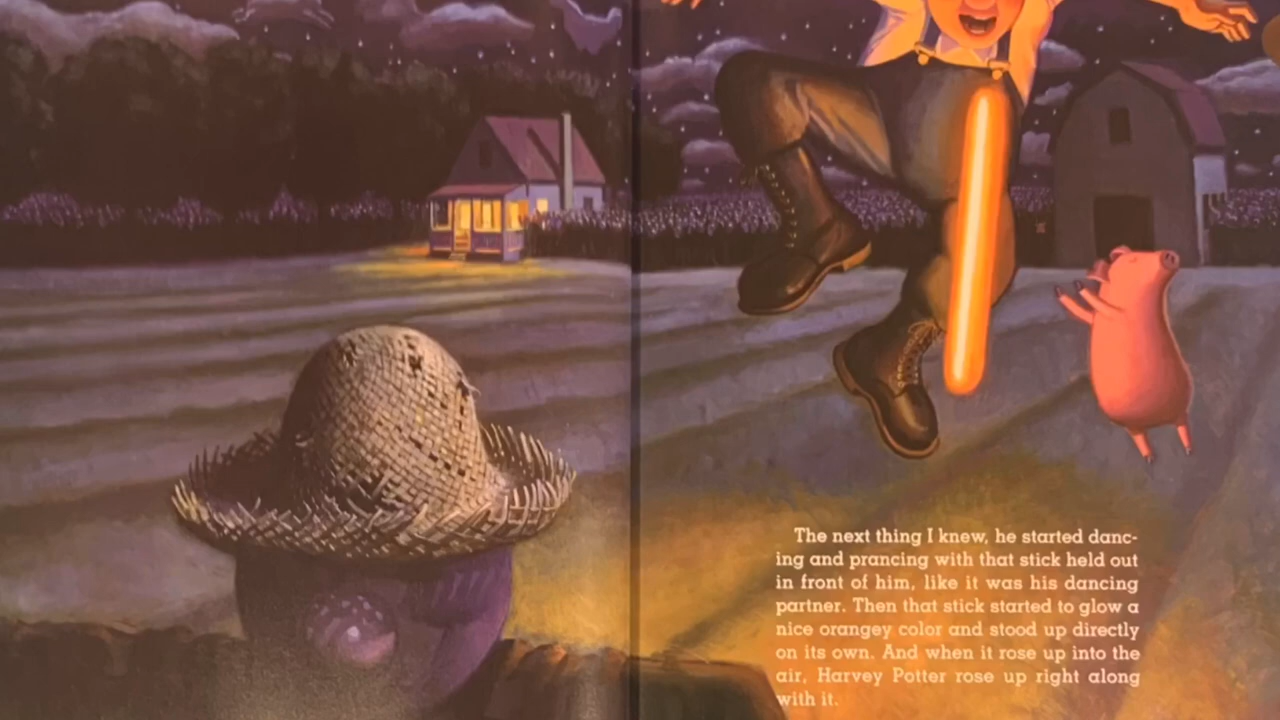 The next thing I knew, he started danc-
ing and prancing with that stick held out
in front of him, like it was his dancing
partner. Then that stick started to glow a
nice orangey color and stood up directly
on its own. And when it rose up into the
air, Harvey Potter rose up right along
with it.